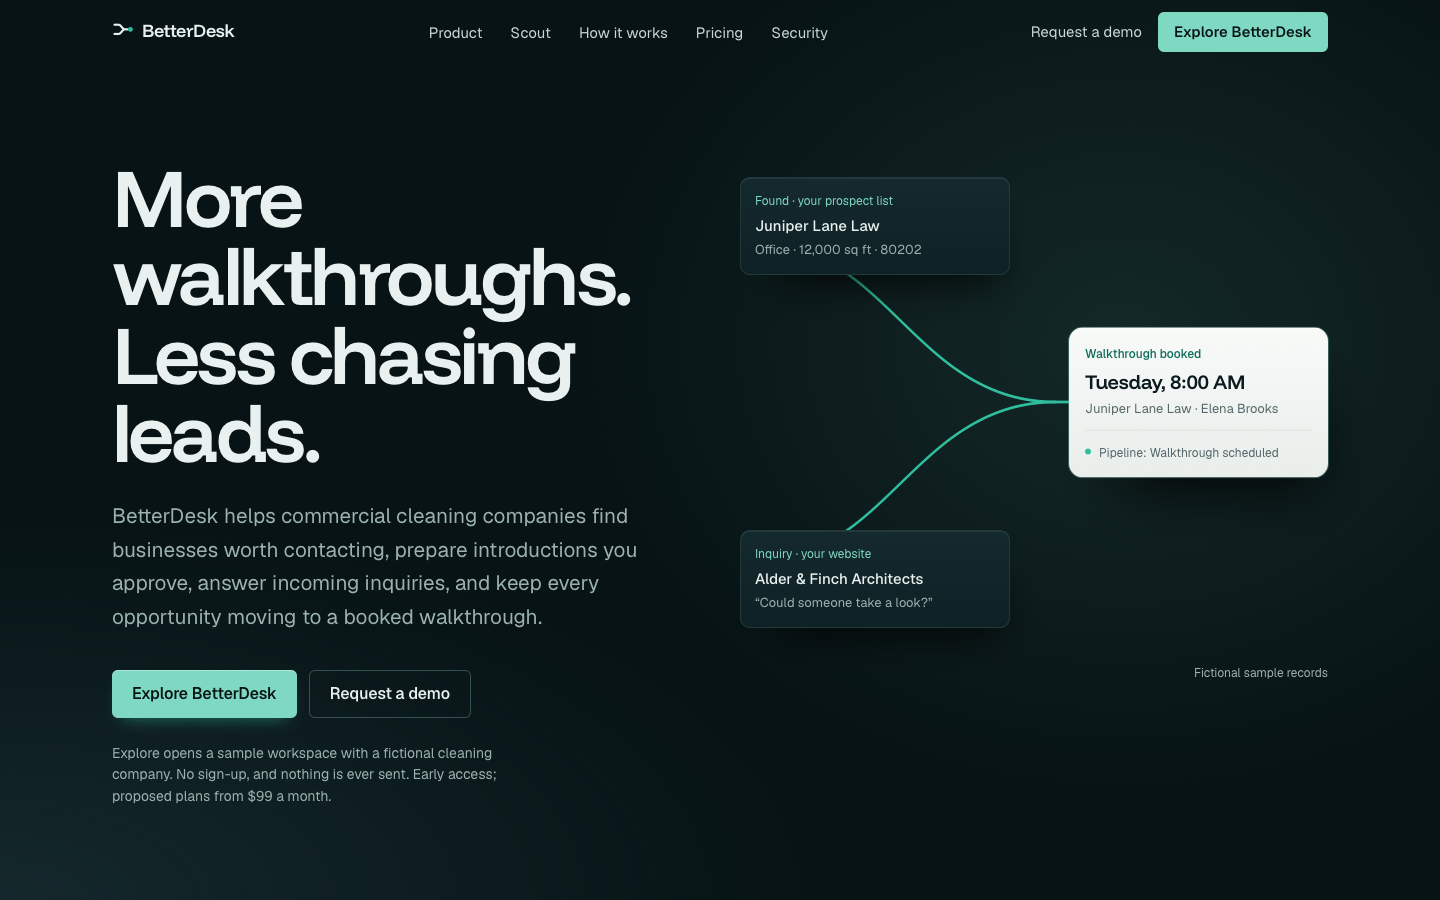 BetterDesk
Product
Scout
How it works
Pricing
Security
Request a demo
Explore BetterDesk
More
walkthroughs.
Less chasing
leads.
BetterDesk helps commercial cleaning companies find
businesses worth contacting, prepare introductions you
approve, answer incoming inquiries, and keep every
opportunity moving to a booked walkthrough.
Explore BetterDesk
Request a demo
Explore opens a sample workspace with a fictional cleaning
company. No sign-up, and nothing is ever sent. Early access;
proposed plans from $99 a month.
Found · your prospect list
Juniper Lane Law
Office · 12,000 sq ft · 80202
Walkthrough booked
Tuesday, 8:00 AM
Juniper Lane Law · Elena Brooks
Pipeline: Walkthrough scheduled
Inquiry · your website
Alder & Finch Architects
“Could someone take a look?”
Fictional sample records